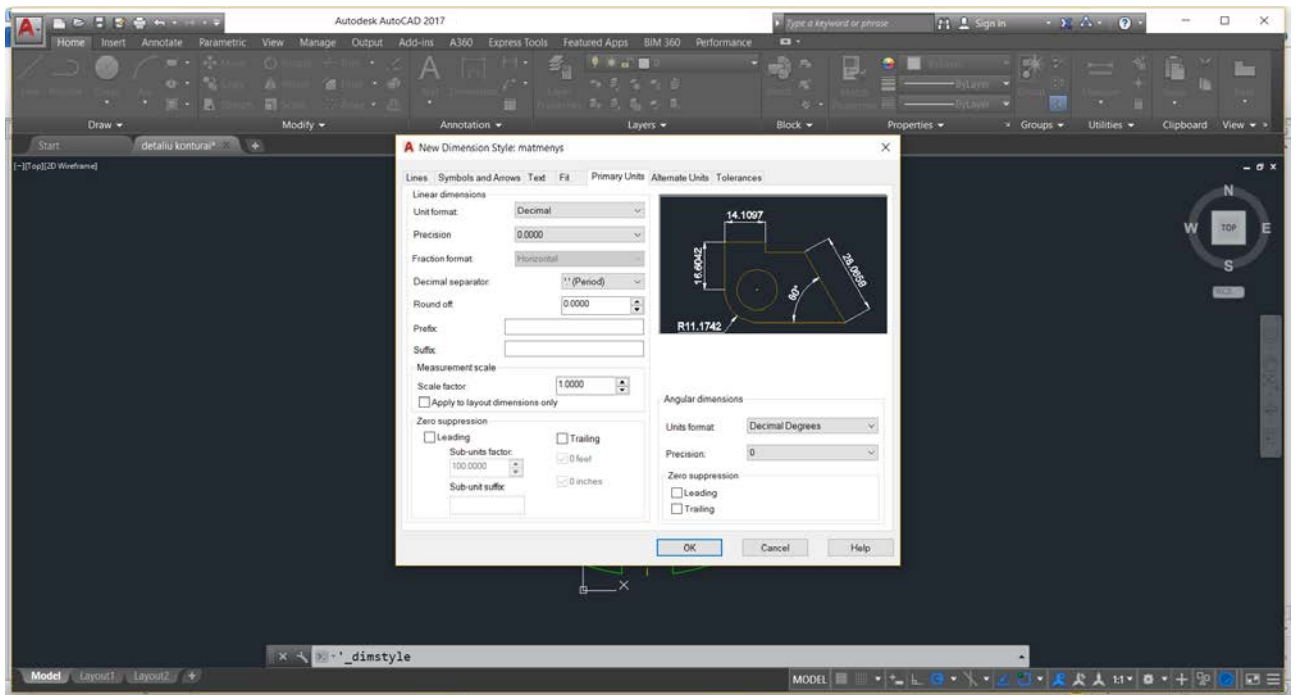 Autodesk AutoCAD 2017
Type a keyword or phrase
Sign In
Home Insert Annotate Parametric View Manage Output Add-ins A360 Express Tools Featured Apps BIM 360 Performance
Draw Modify Annotation Layers Block Properties Groups Utilities Clipboard View
Start detaliu konturai* +
[-][Top][2D Wireframe]
N
W TOP E
S
New Dimension Style: matmenys
Lines Symbols and Arrows Text Fit Primary Units Alternate Units Tolerances
Linear dimensions
Unit format: Decimal
Precision 0.0000
Fraction format: Horizontal
Decimal separator: '.' (Period)
Round off: 0.0000
Prefix:
Suffix:
Measurement scale
Scale factor: 1.0000
Apply to layout dimensions only
Zero suppression
Leading
Trailing
Sub-units factor:
100.0000
0 feet
Sub-unit suffix:
0 inches
14.1097
16.6042
28.0659
60°
R11.1742
Angular dimensions
Units format: Decimal Degrees
Precision: 0
Zero suppression
Leading
Trailing
OK Cancel Help
X
'_dimstyle
Model Layout1 Layout2 +
MODEL 1:1